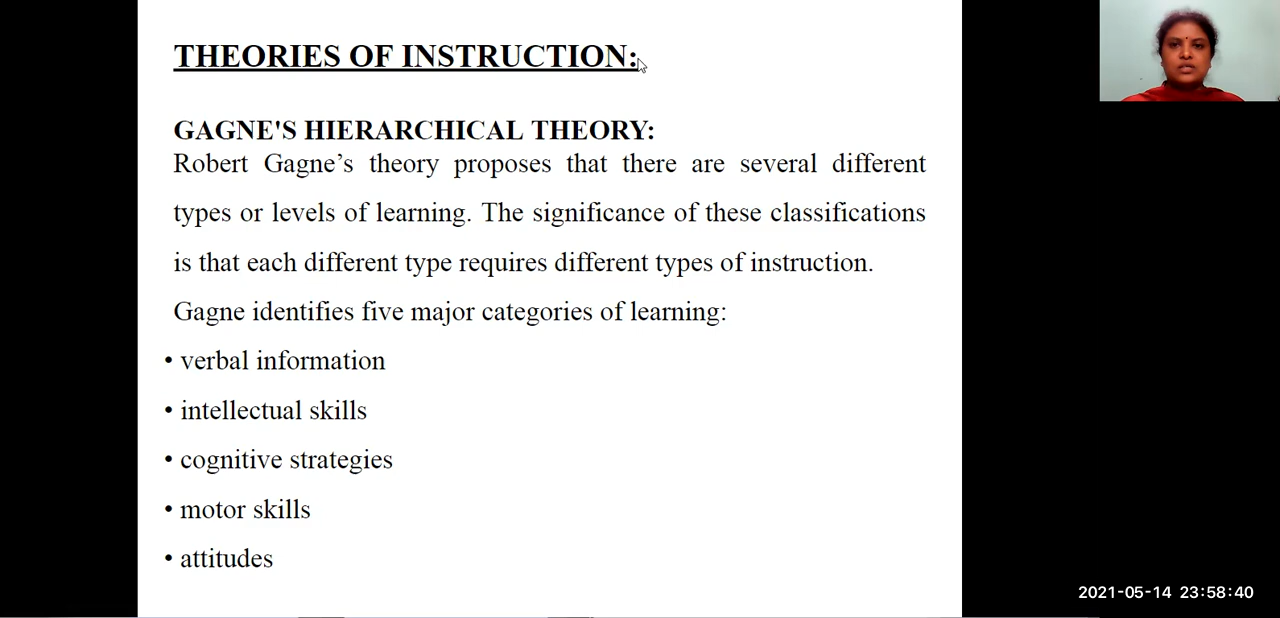 THEORIES OF INSTRUCTION:
GAGNE'S HIERARCHICAL THEORY:
Robert Gagne’s theory proposes that there are several different
types or levels of learning. The significance of these classifications
is that each different type requires different types of instruction.
Gagne identifies five major categories of learning:
• verbal information
• intellectual skills
• cognitive strategies
• motor skills
• attitudes
2021-05-14 23:58:40